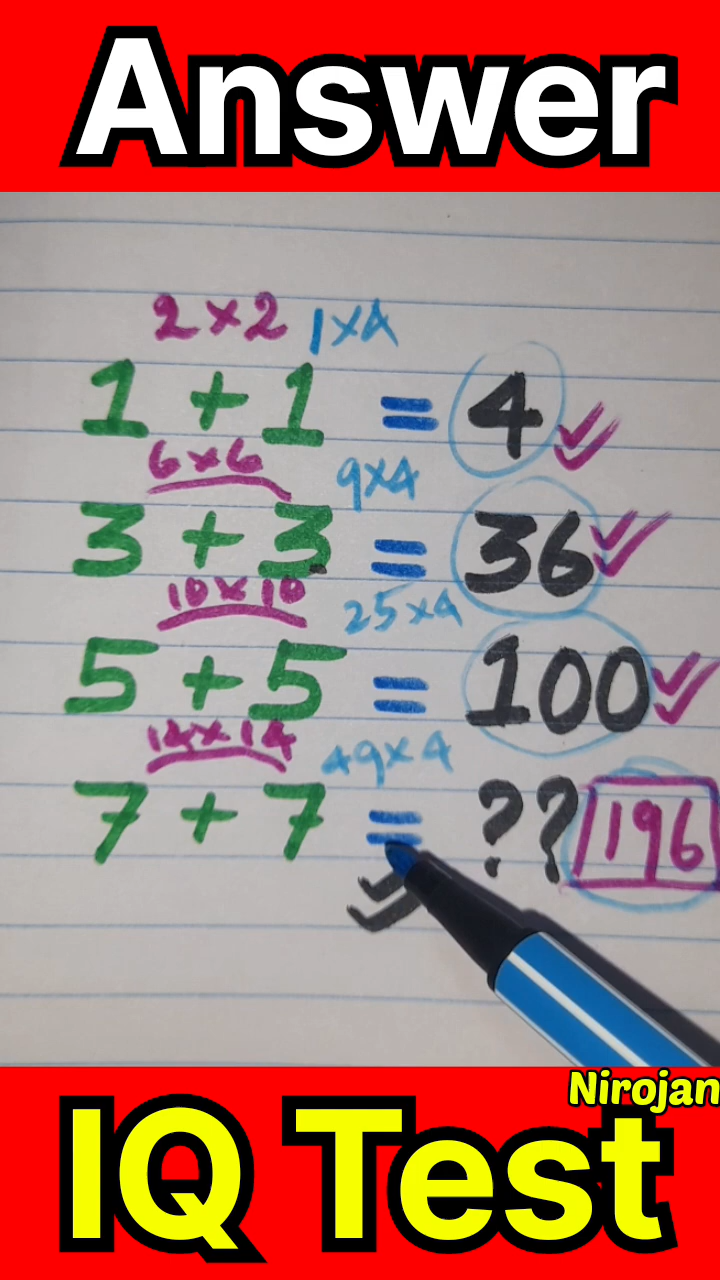 Answer
2×2 1×4
1 + 1 = 4
6×6 9×4
3 + 3 = 36
10×10 25×4
5 + 5 = 100
14×14 49×4
7 + 7 = ?? 196
Nirojan
IQ Test